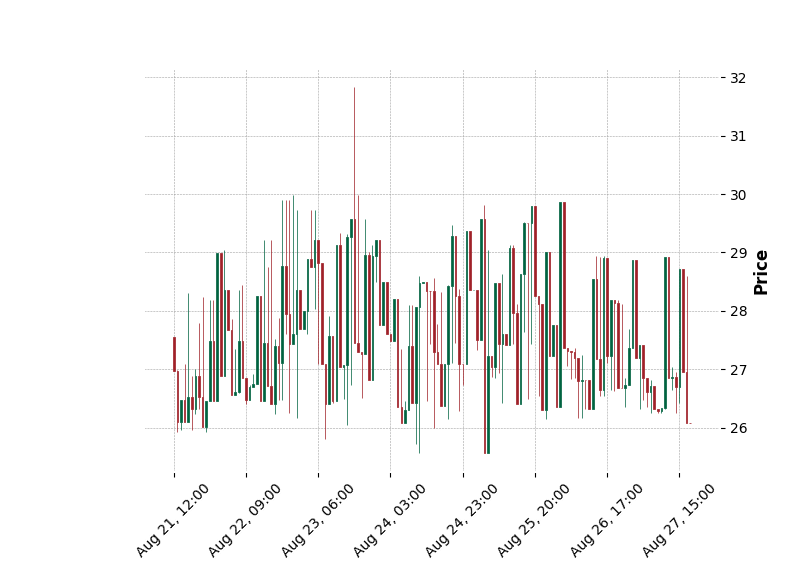 32
31
30
29
28
27
26
Price
Aug 21, 12:00
Aug 22, 09:00
Aug 23, 06:00
Aug 24, 03:00
Aug 24, 23:00
Aug 25, 20:00
Aug 26, 17:00
Aug 27, 15:00